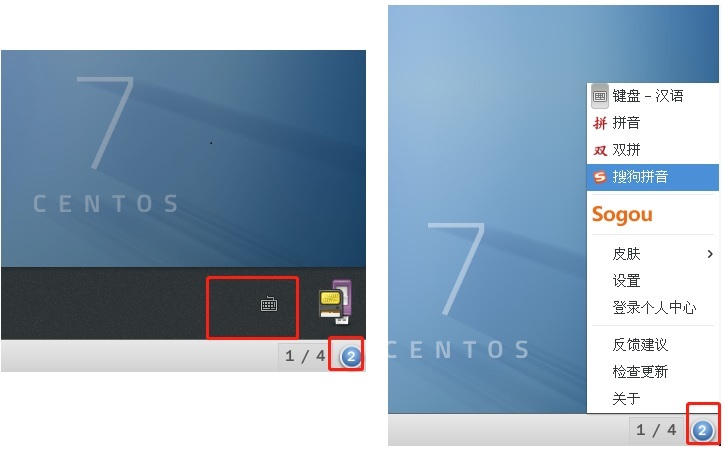 7
CENTOS
1 / 4
2
键盘 - 汉语
拼 拼音
双 双拼
S 搜狗拼音
Sogou
皮肤
设置
登录个人中心
反馈建议
检查更新
关于
7
CENTOS
1 / 4
2